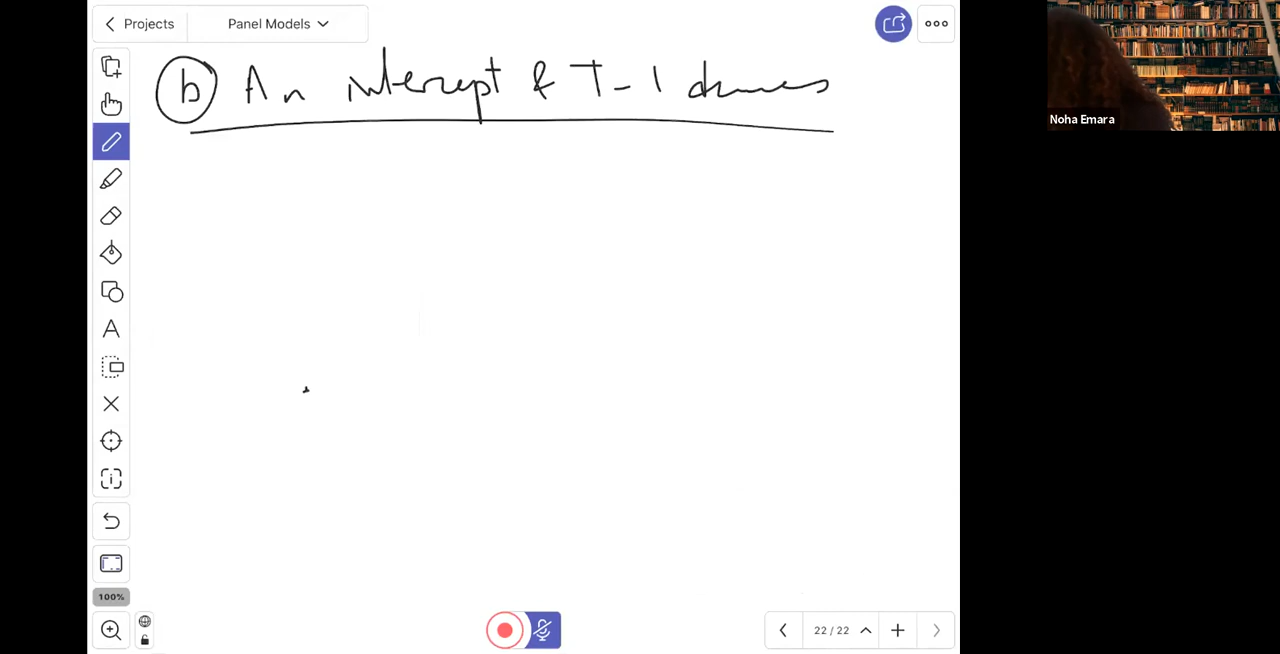 Projects
Panel Models
b An intercept & T-1 dummies
Noha Emara
A
100%
22 / 22